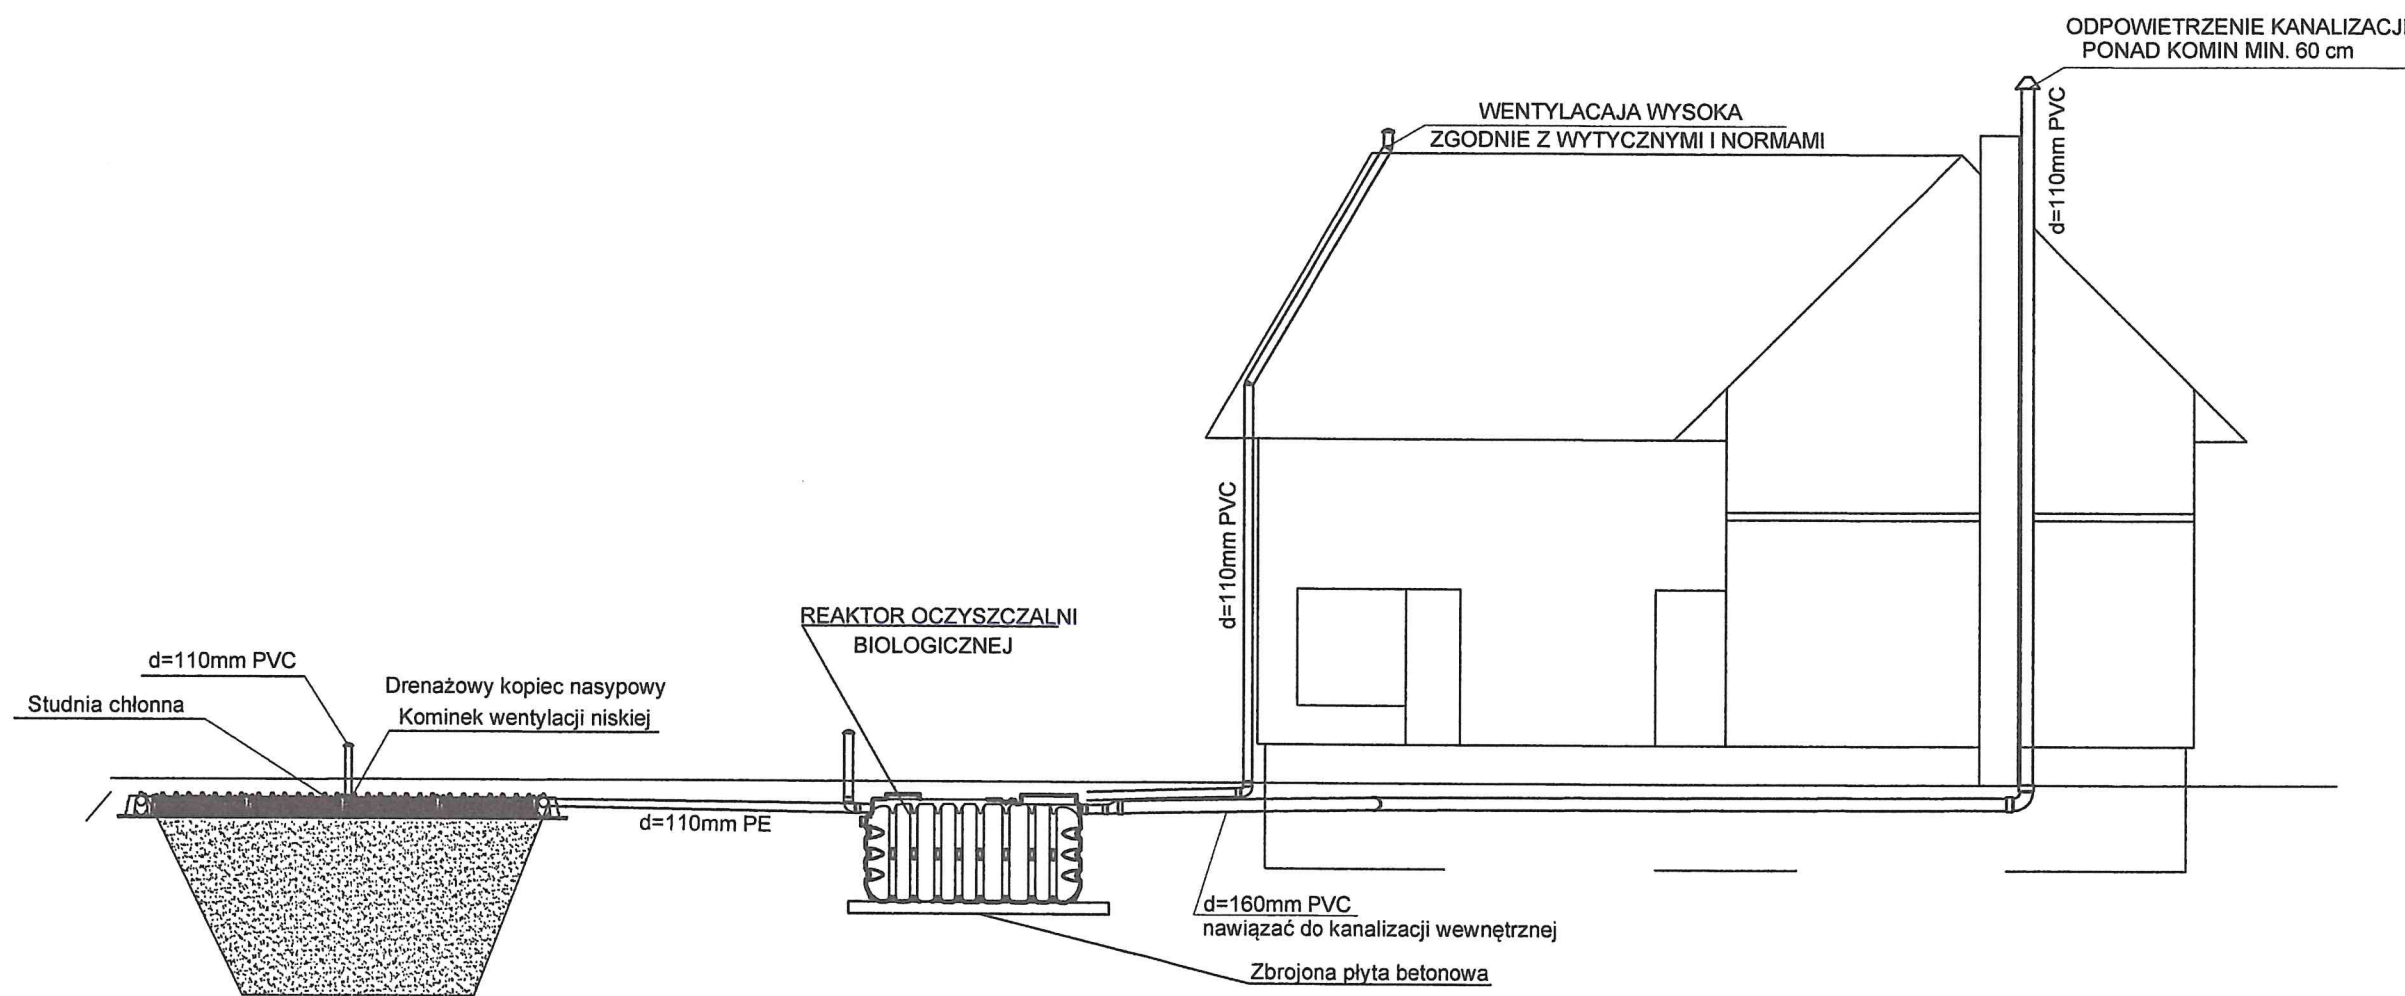 ODPOWIETRZENIE KANALIZACJI
PONAD KOMIN MIN. 60 cm
WENTYLACAJA WYSOKA
ZGODNIE Z WYTYCZNYMI I NORMAMI
d=110mm PVC
d=110mm PVC
REAKTOR OCZYSZCZALNI
BIOLOGICZNEJ
d=110mm PVC
Studnia chłonna
Drenażowy kopiec nasypowy
Kominek wentylacji niskiej
d=110mm PE
d=160mm PVC
nawiązać do kanalizacji wewnętrznej
Zbrojona płyta betonowa